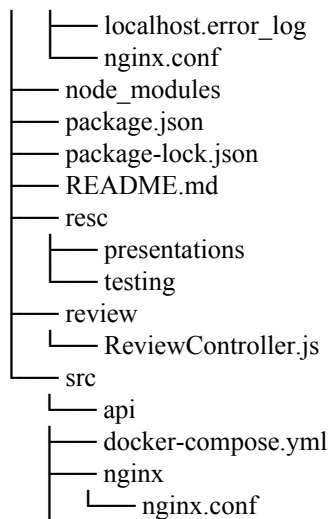 localhost.error_log
nginx.conf
node_modules
package.json
package-lock.json
README.md
resc
presentations
testing
review
ReviewController.js
src
api
docker-compose.yml
nginx
nginx.conf